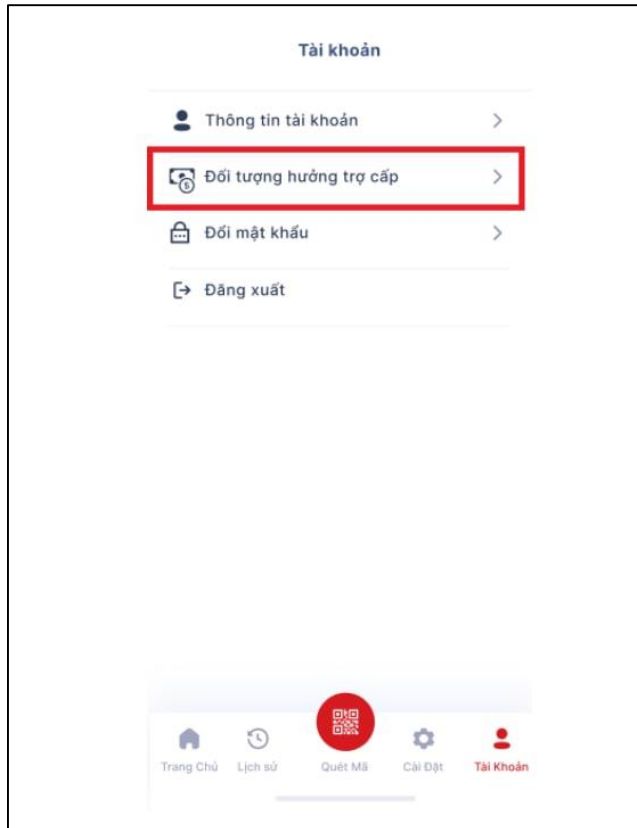 Tài khoản
Thông tin tài khoản
Đối tượng hưởng trợ cấp
Đổi mật khẩu
Đăng xuất
Trang Chủ Lịch sử Quét Mã Cài Đặt Tài Khoản